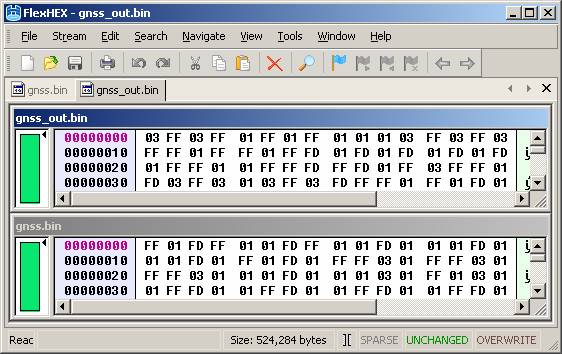 FlexHEX - gnss_out.bin
File Stream Edit Search Navigate View Tools Window Help
gnss.bin gnss_out.bin
gnss_out.bin
00000000 03 FF 03 FF 01 FF 01 FF 01 01 01 03 FF 03 FF 03
00000010 FF FF 01 FF FF 01 FF FD 01 FD 01 FD 01 FD 01 FD
00000020 01 FF FF 01 01 FF FF FD 01 FD 01 FF 03 FF FF 01
00000030 FD 03 FF 03 01 03 FF 03 FD FF FF 01 FF 01 FF 01
gnss.bin
00000000 FF 01 FD FF 01 01 FD FF 01 01 FD 01 01 FF FD 01
00000010 01 01 FD 01 FF 01 FD 01 FF FF 03 01 01 FF FD 01
00000020 FF FF 03 01 01 01 FD 01 01 FF 03 01 FF FF 03 01
00000030 01 FF FD 01 01 FF FD 01 01 01 FD 01 FF 01 FD 01
Reac Size: 524,284 bytes ][ SPARSE UNCHANGED OVERWRITE